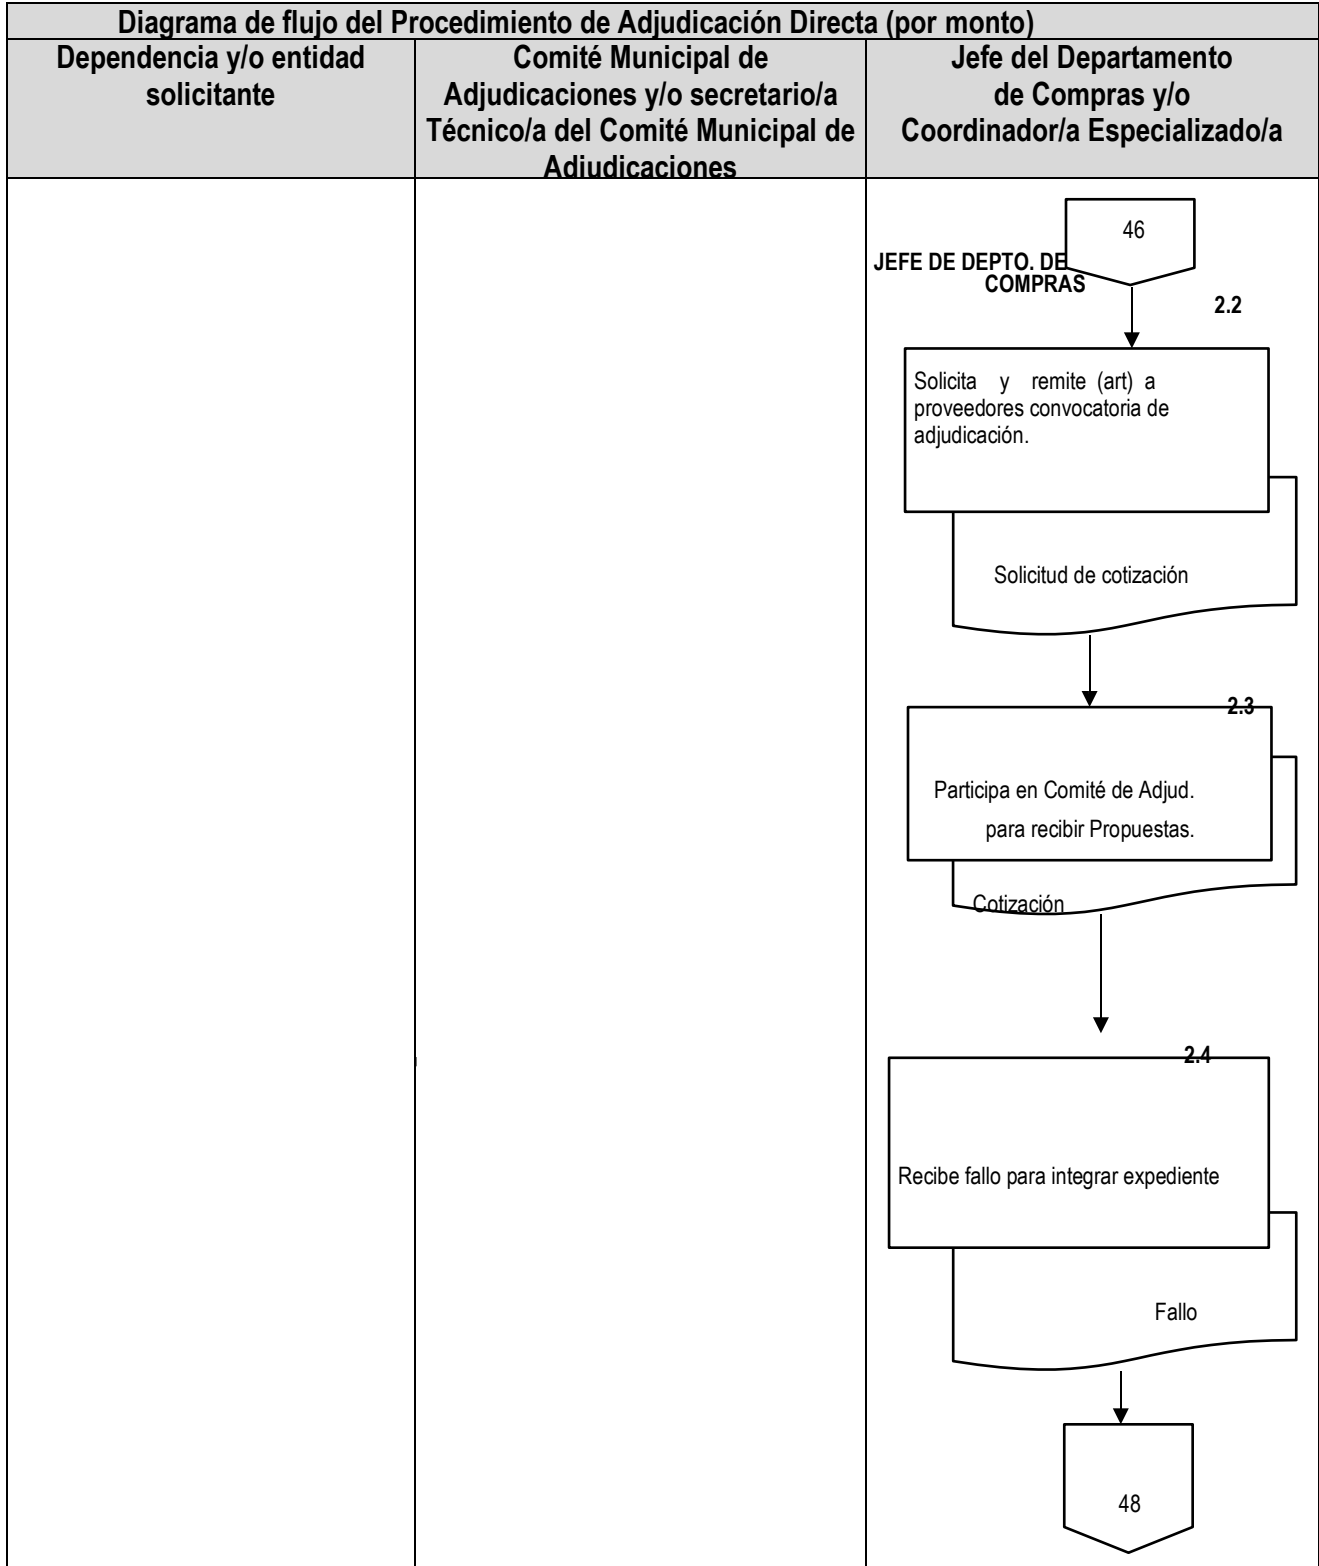 Diagrama de flujo del Procedimiento de Adjudicación Directa (por monto)
Dependencia y/o entidad
solicitante
Comité Municipal de
Adjudicaciones y/o secretario/a
Técnico/a del Comité Municipal de
Adjudicaciones
Jefe del Departamento
de Compras y/o
Coordinador/a Especializado/a
46
JEFE DE DEPTO. DE
COMPRAS
2.2
Solicita y remite (art) a
proveedores convocatoria de
adjudicación.
Solicitud de cotización
2.3
Participa en Comité de Adjud.
para recibir Propuestas.
Cotización
2.4
Recibe fallo para integrar expediente
Fallo
48